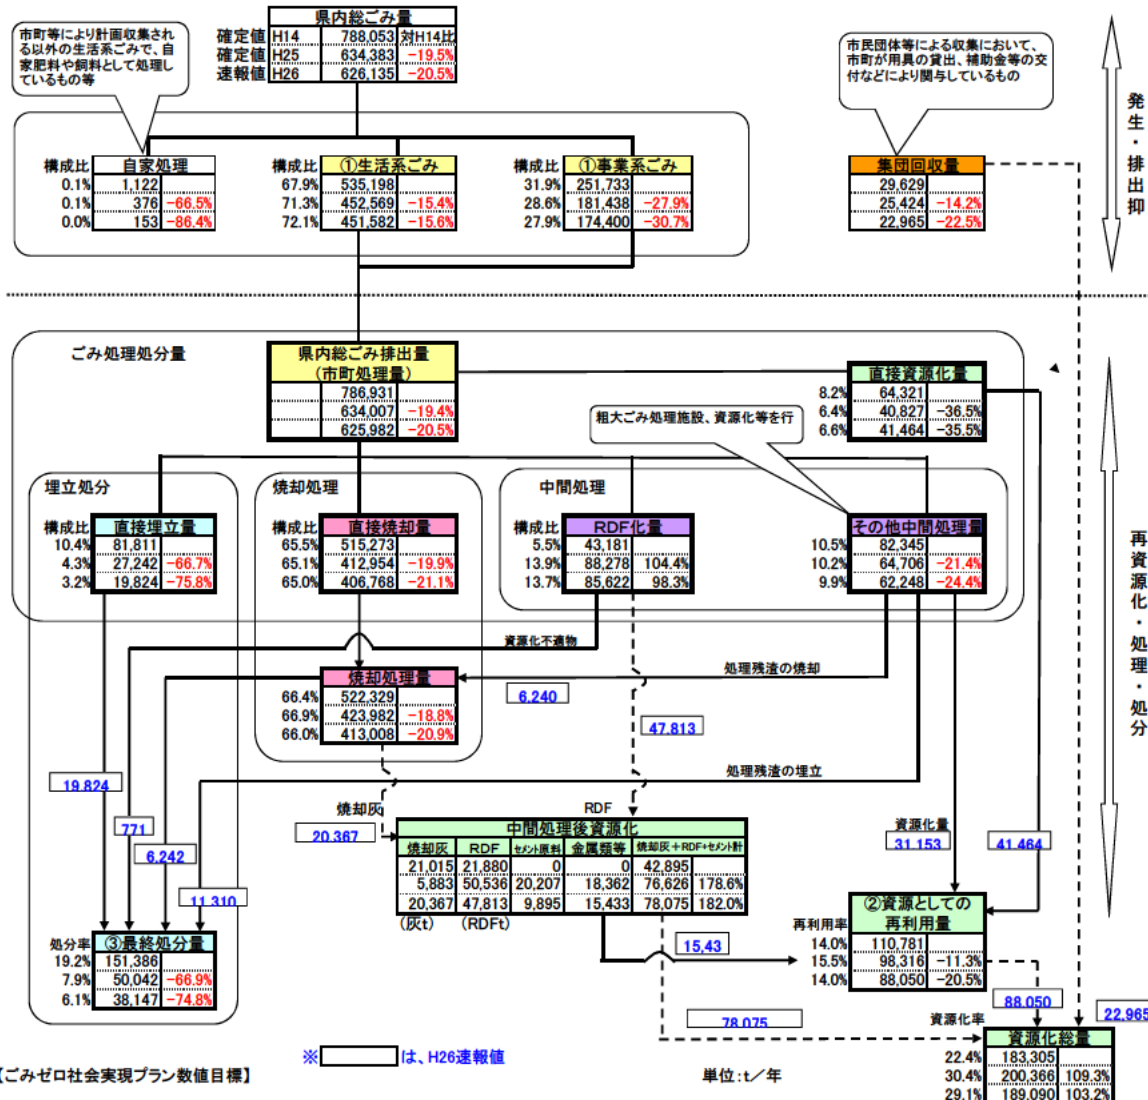 県内総ごみ量
確定値 H14 788,053 対H14比
確定値 H25 634,383 -19.5%
速報値 H26 626,135 -20.5%
市町等により計画収集され
る以外の生活系ごみで、自
家肥料や飼料として処理し
ているもの等
市民団体等による収集において、
市町が用具の貸出、補助金等の交
付などにより関与しているもの
発生・排出抑
構成比 自家処理
0.1% 1,122
0.1% 376 -66.5%
0.0% 153 -86.4%
構成比 ①生活系ごみ
67.9% 535,198
71.3% 452,569 -15.4%
72.1% 451,582 -15.6%
構成比 ①事業系ごみ
31.9% 251,733
28.6% 181,438 -27.9%
27.9% 174,400 -30.7%
集団回収量
29,629
25,424 -14.2%
22,965 -22.5%
ごみ処理処分量
県内総ごみ排出量
(市町処理量)
786,931
634,007 -19.4%
625,982 -20.5%
直接資源化量
8.2% 64,321
6.4% 40,827 -36.5%
6.6% 41,464 -35.5%
粗大ごみ処理施設、資源化等を行
埋立処分
構成比 直接埋立量
10.4% 81,811
4.3% 27,242 -66.7%
3.2% 19,824 -75.8%
焼却処理
構成比 直接焼却量
65.5% 515,273
65.1% 412,954 -19.9%
65.0% 406,768 -21.1%
中間処理
構成比 RDF化量
5.5% 43,181
13.9% 88,278 104.4%
13.7% 85,622 98.3%
その他中間処理量
10.5% 82,345
10.2% 64,706 -21.4%
9.9% 62,248 -24.4%
再資源化・処理・処分
資源化不適物
焼却処理量
66.4% 522,329
66.9% 423,982 -18.8%
66.0% 413,008 -20.9%
処理残渣の焼却
6,240
47,813
処理残渣の埋立
19,824
771
6,242
11,310
焼却灰
20,367
RDF
中間処理後資源化
焼却灰 RDF セメント原料 金属類等 焼却灰+RDF+セメント計
21,015 21,880 0 0 42,895
5,883 50,536 20,207 18,362 76,626 178.6%
20,367 47,813 9,895 15,433 78,075 182.0%
(灰t) (RDFt)
資源化量
31,153
41,464
再利用率 ②資源としての
再利用量
14.0% 110,781
15.5% 98,316 -11.3%
14.0% 88,050 -20.5%
15,43
処分率 ③最終処分量
19.2% 151,386
7.9% 50,042 -66.9%
6.1% 38,147 -74.8%
78,075
88,050
22,965
資源化率 資源化総量
22.4% 183,305
30.4% 200,366 109.3%
29.1% 189,090 103.2%
※ は、H26速報値
単位:t/年
【ごみゼロ社会実現プラン数値目標】